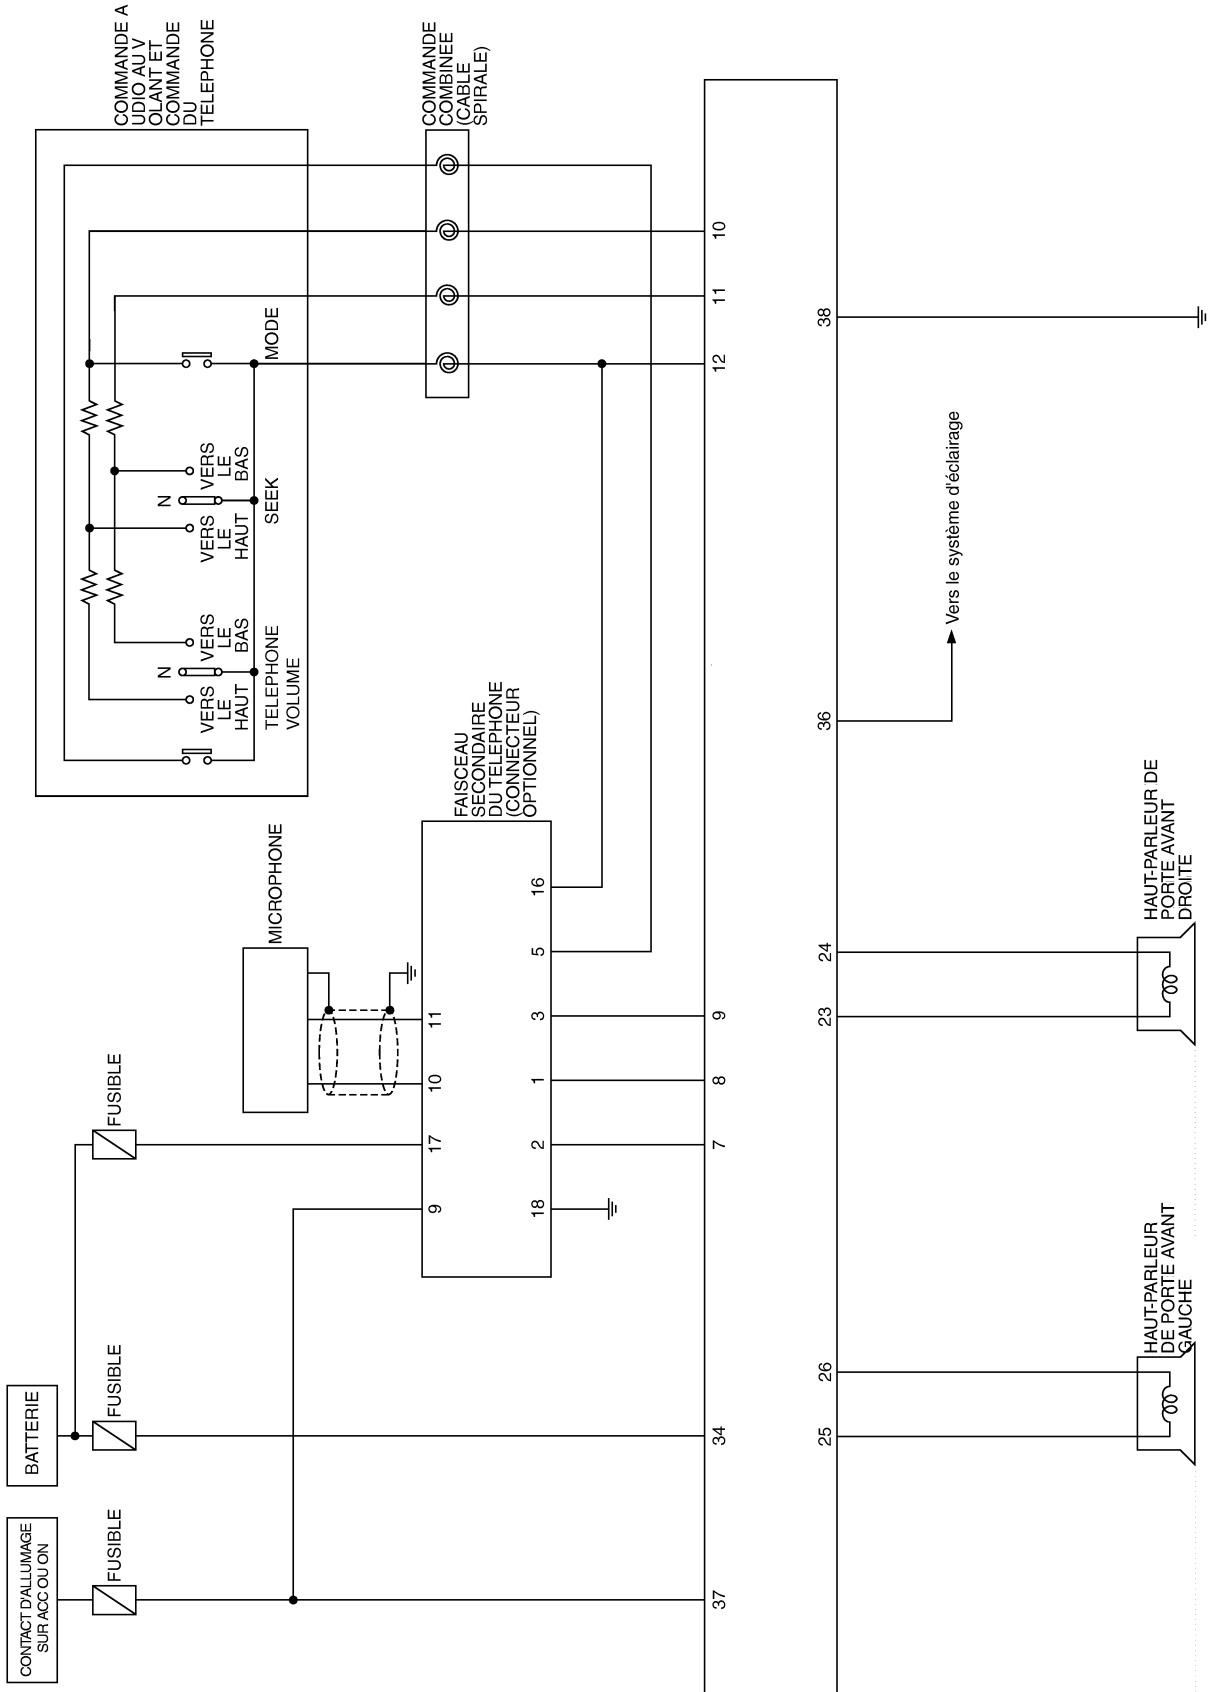 CONTACT D'ALLUMAGE
SUR ACC OU ON
BATTERIE
FUSIBLE
FUSIBLE
FUSIBLE
MICROPHONE
COMMANDE A
UDIO AU V
OLANT ET
COMMANDE
DU
TELEPHONE
VERS
LE
HAUT
N
VERS
LE
BAS
TELEPHONE
VOLUME
VERS
LE
HAUT
N
VERS
LE
BAS
SEEK
MODE
COMMANDE
COMBINEE
(CABLE
SPIRALE)
FAISCEAU
SECONDAIRE
DU TELEPHONE
(CONNECTEUR
OPTIONNEL)
9
17
10
11
18
2
1
3
5
16
37
34
7
8
9
12
11
10
25
26
23
24
36
38
Vers le système d'éclairage
HAUT-PARLEUR
DE PORTE AVANT
GAUCHE
HAUT-PARLEUR DE
PORTE AVANT
DROITE